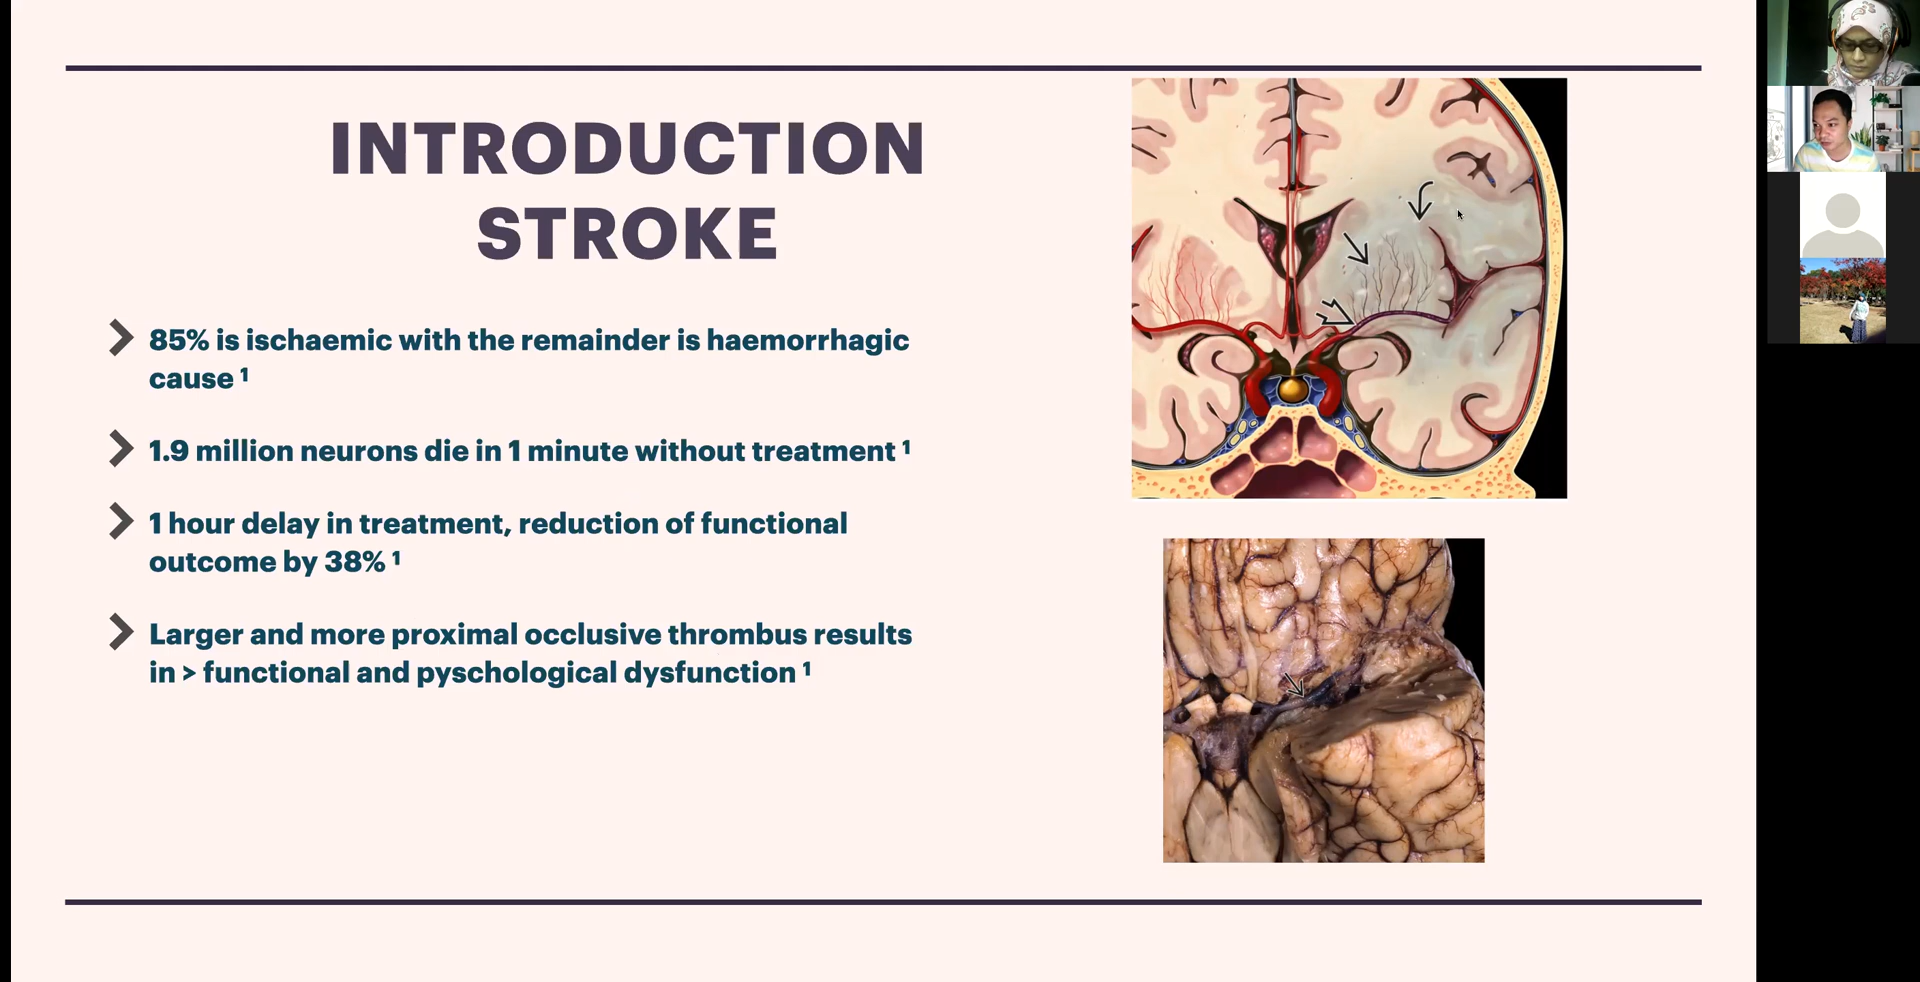 INTRODUCTION
STROKE
85% is ischaemic with the remainder is haemorrhagic
cause ¹
1.9 million neurons die in 1 minute without treatment ¹
1 hour delay in treatment, reduction of functional
outcome by 38% ¹
Larger and more proximal occlusive thrombus results
in > functional and pyschological dysfunction ¹